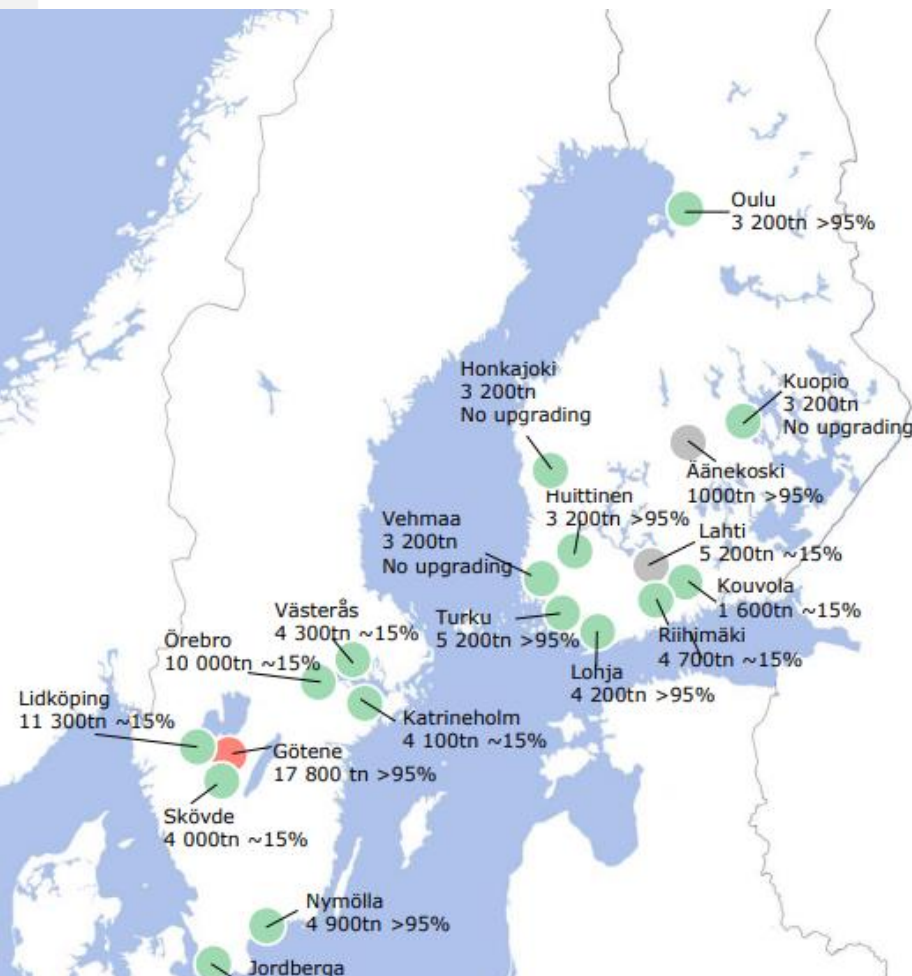 Oulu
3 200tn >95%
Honkajoki
3 200tn
No upgrading
Kuopio
3 200tn
No upgrading
Äänekoski
1000tn >95%
Huittinen
3 200tn >95%
Vehmaa
3 200tn
No upgrading
Lahti
5 200tn ~15%
Kouvola
1 600tn ~15%
Turku
5 200tn >95%
Riihimäki
4 700tn ~15%
Lohja
4 200tn >95%
Västerås
4 300tn ~15%
Örebro
10 000tn ~15%
Lidköping
11 300tn ~15%
Katrineholm
4 100tn ~15%
Götene
17 800 tn >95%
Skövde
4 000tn ~15%
Nymölla
4 900tn >95%
Jordberga